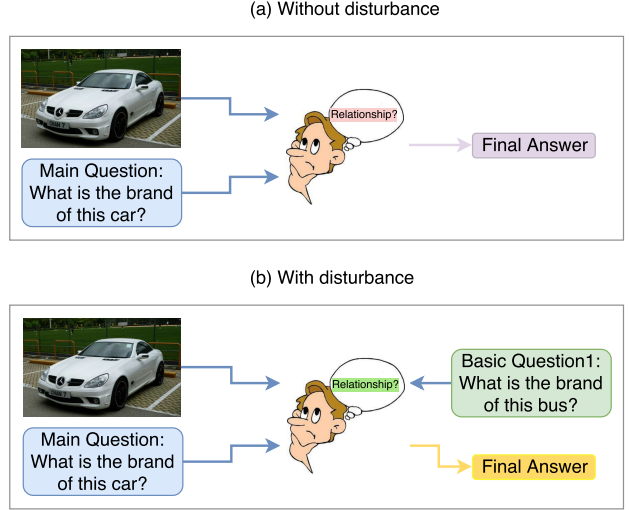 (a) Without disturbance
Relationship?
Main Question:
What is the brand
of this car?
Final Answer
(b) With disturbance
Relationship?
Basic Question1:
What is the brand
of this bus?
Main Question:
What is the brand
of this car?
Final Answer